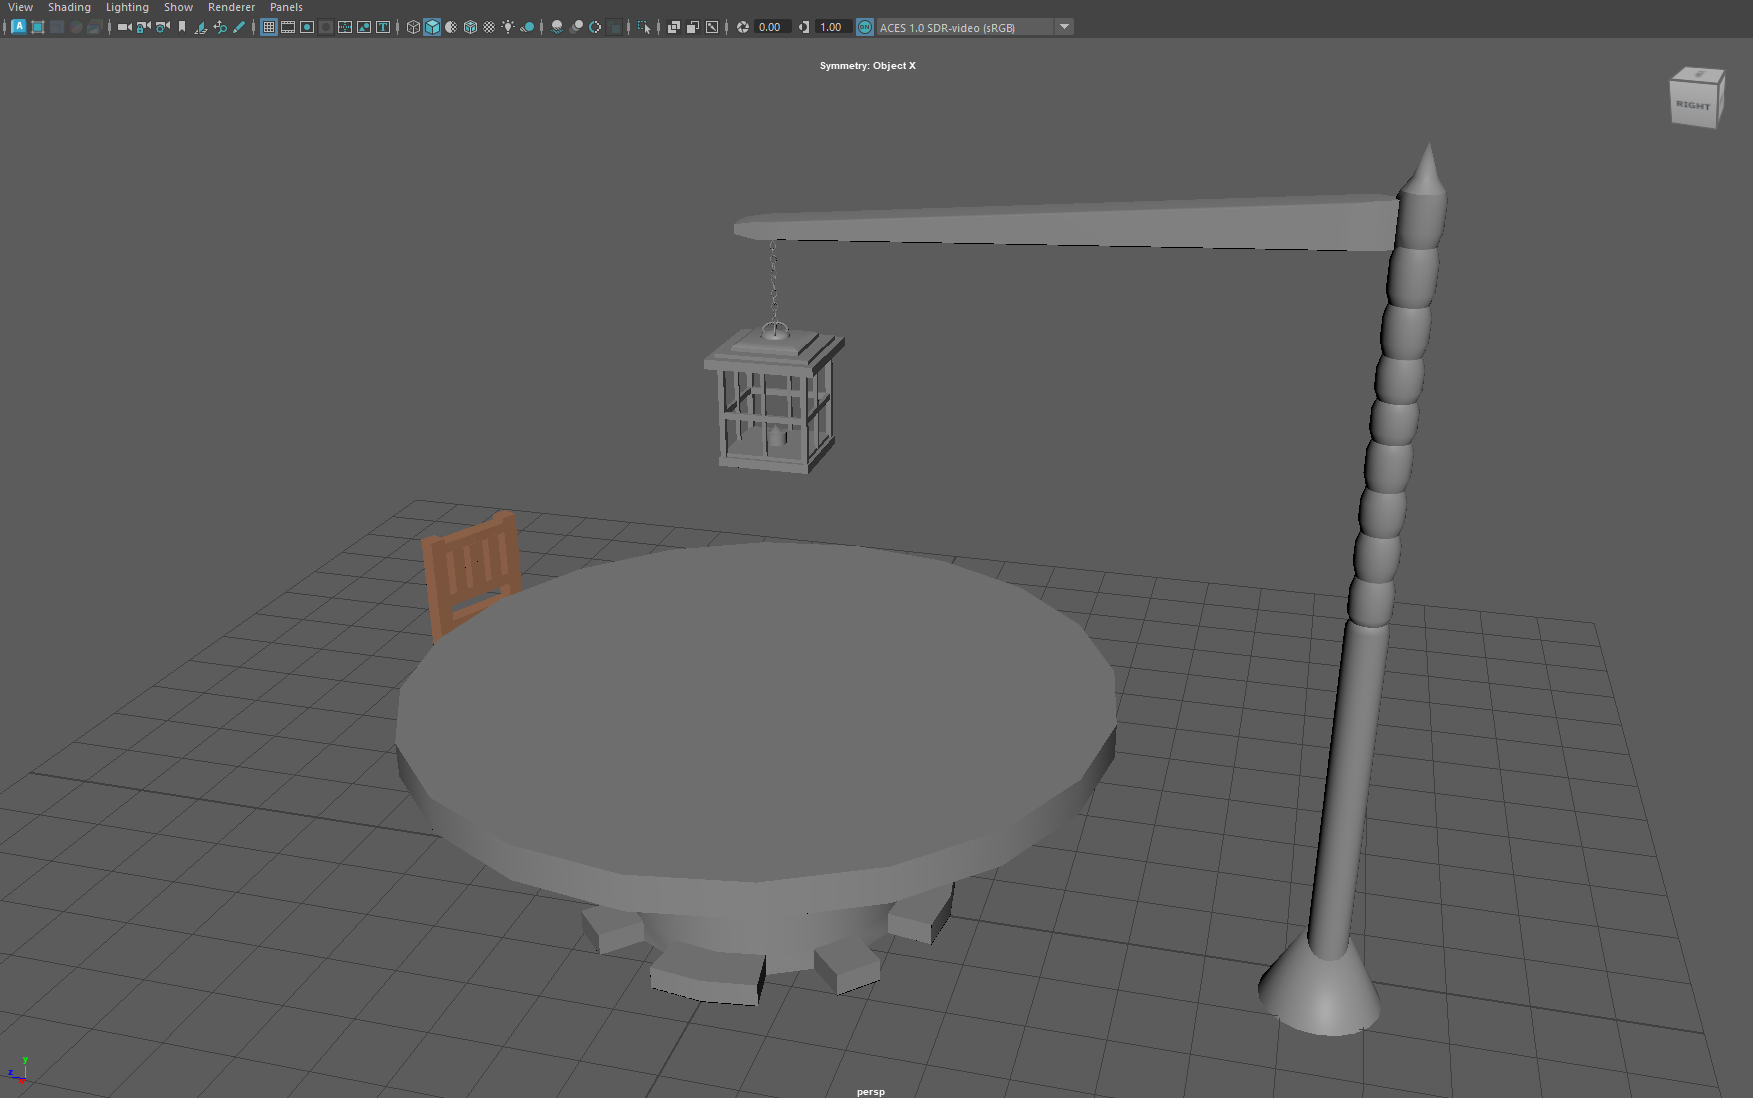 View Shading Lighting Show Renderer Panels
A 0.00 1.00 ON ACES 1.0 SDR-video (sRGB)
Symmetry: Object X
RIGHT
y
z
persp